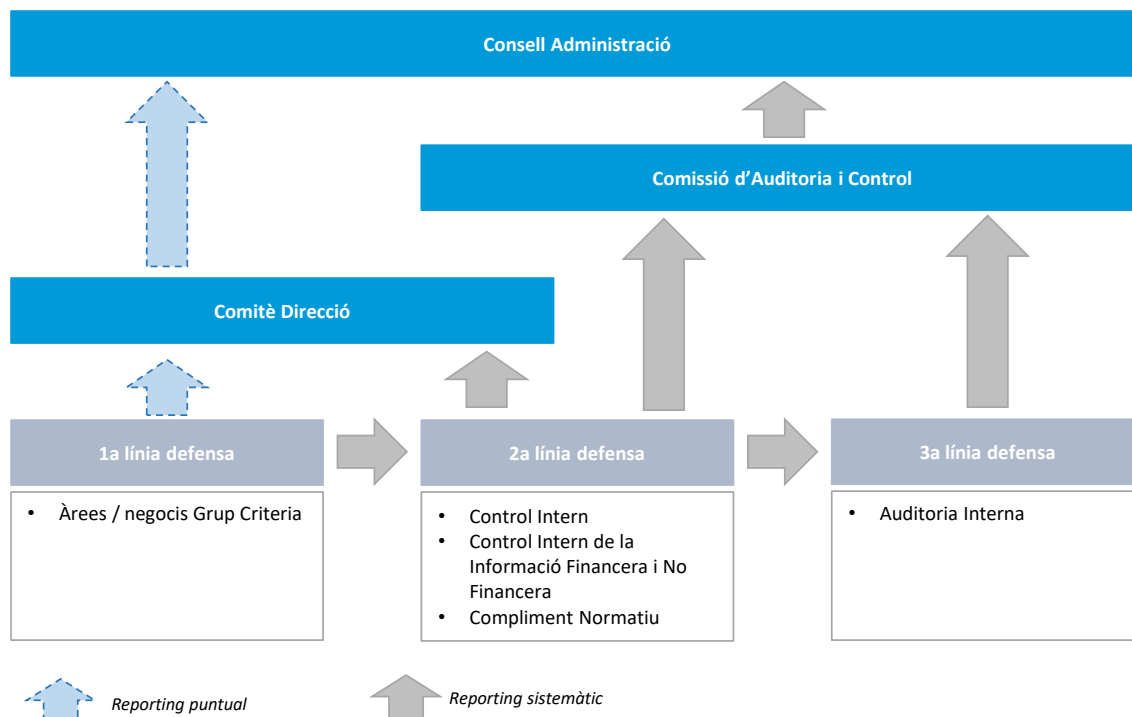 Consell Administració
Comissió d'Auditoria i Control
Comitè Direcció
1a línia defensa
2a línia defensa
3a línia defensa
• Àrees / negocis Grup Criteria
• Control Intern
• Control Intern de la
Informació Financera i No
Financera
• Compliment Normatiu
• Auditoria Interna
Reporting puntual
Reporting sistemàtic